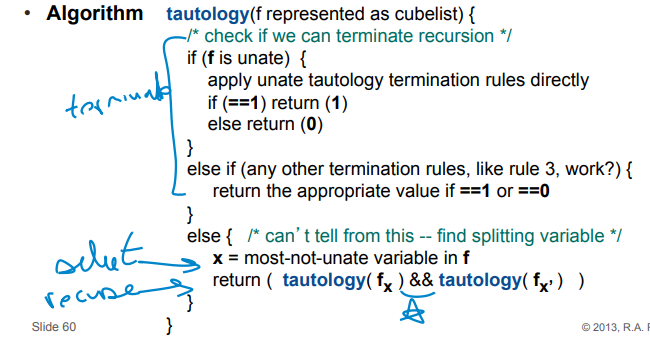 • Algorithm tautology(f represented as cubelist) {
/* check if we can terminate recursion */
if (f is unate) {
apply unate tautology termination rules directly
if (==1) return (1)
else return (0)
}
terminate
else if (any other termination rules, like rule 3, work?) {
return the appropriate value if ==1 or ==0
}
else { /* can't tell from this -- find splitting variable */
select
x = most-not-unate variable in f
recurse
return ( tautology( fx ) && tautology( fx' ) )
}
}
Slide 60
© 2013, R.A. R